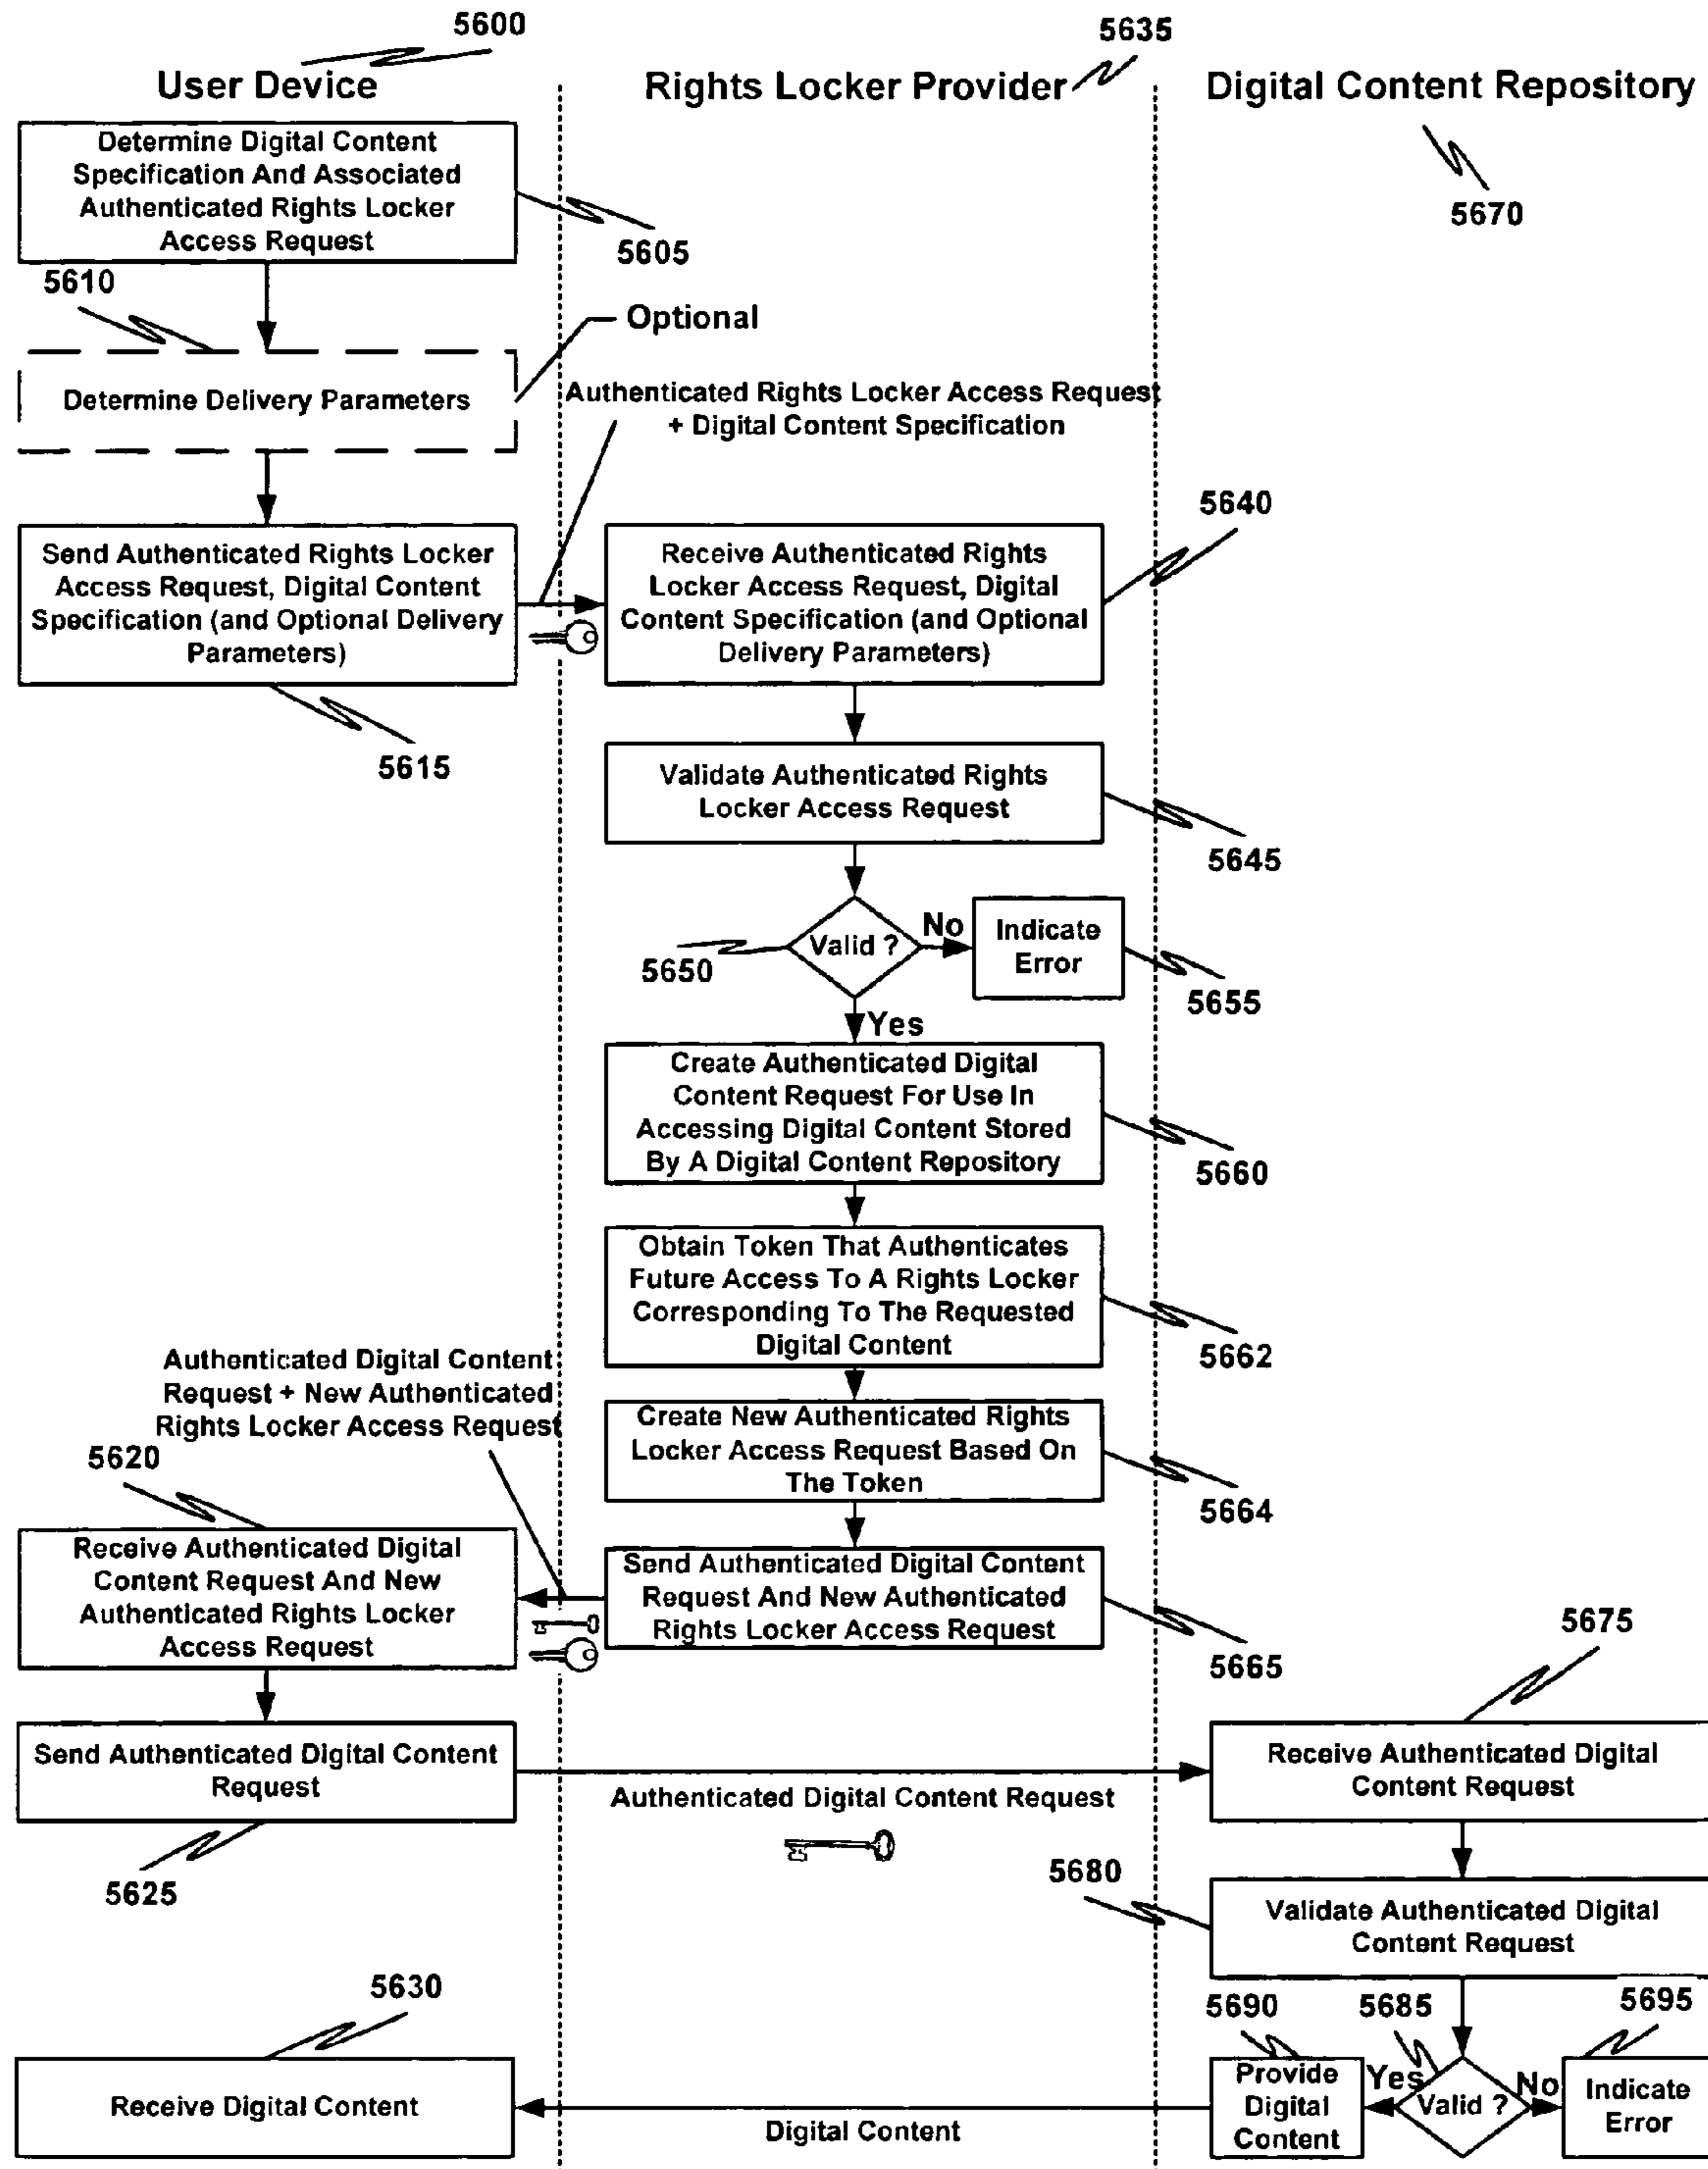 5600
5635
User Device
Rights Locker Provider
Digital Content Repository
5670
Determine Digital Content
Specification And Associated
Authenticated Rights Locker
Access Request
5605
5610
Optional
Determine Delivery Parameters
Authenticated Rights Locker Access Request
+ Digital Content Specification
5640
Send Authenticated Rights Locker
Access Request, Digital Content
Specification (and Optional Delivery
Parameters)
5615
Receive Authenticated Rights
Locker Access Request, Digital
Content Specification (and Optional
Delivery Parameters)
Validate Authenticated Rights
Locker Access Request
5645
Valid ?
No
Indicate
Error
5650
5655
Yes
Create Authenticated Digital
Content Request For Use In
Accessing Digital Content Stored
By A Digital Content Repository
5660
Obtain Token That Authenticates
Future Access To A Rights Locker
Corresponding To The Requested
Digital Content
5662
Authenticated Digital Content
Request + New Authenticated
Rights Locker Access Request
Create New Authenticated Rights
Locker Access Request Based On
The Token
5664
5620
Receive Authenticated Digital
Content Request And New
Authenticated Rights Locker
Access Request
Send Authenticated Digital Content
Request And New Authenticated
Rights Locker Access Request
5665
5675
Send Authenticated Digital Content
Request
5625
Authenticated Digital Content Request
Receive Authenticated Digital
Content Request
5680
Validate Authenticated Digital
Content Request
5630
5690
5685
5695
Receive Digital Content
Digital Content
Provide
Digital
Content
Yes
Valid ?
No
Indicate
Error